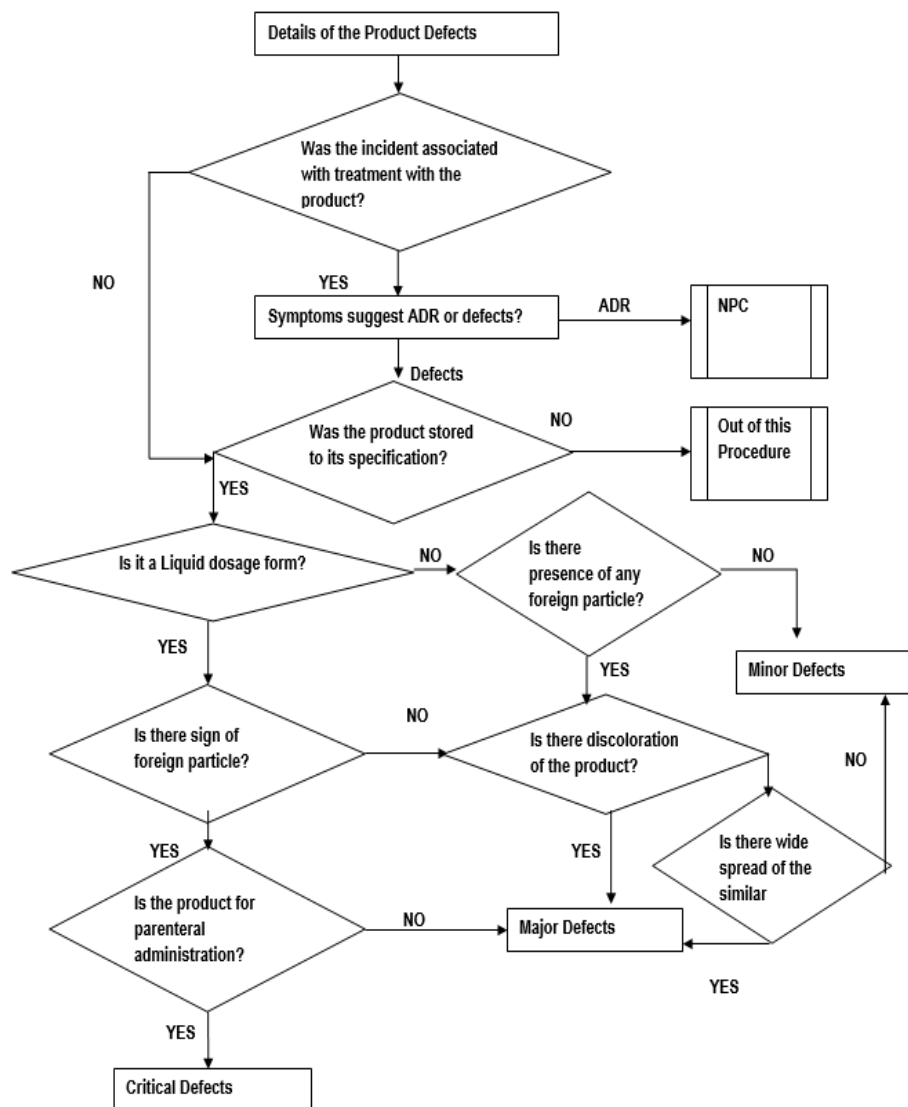 Details of the Product Defects
Was the incident associated
with treatment with the
product?
NO
YES
Symptoms suggest ADR or defects?
ADR
NPC
Defects
Was the product stored
to its specification?
NO
Out of this
Procedure
YES
Is it a Liquid dosage form?
NO
Is there
presence of any
foreign particle?
NO
YES
YES
Minor Defects
Is there sign of
foreign particle?
NO
Is there discoloration
of the product?
NO
YES
YES
Is there wide
spread of the
similar
Is the product for
parenteral
administration?
NO
Major Defects
YES
YES
Critical Defects